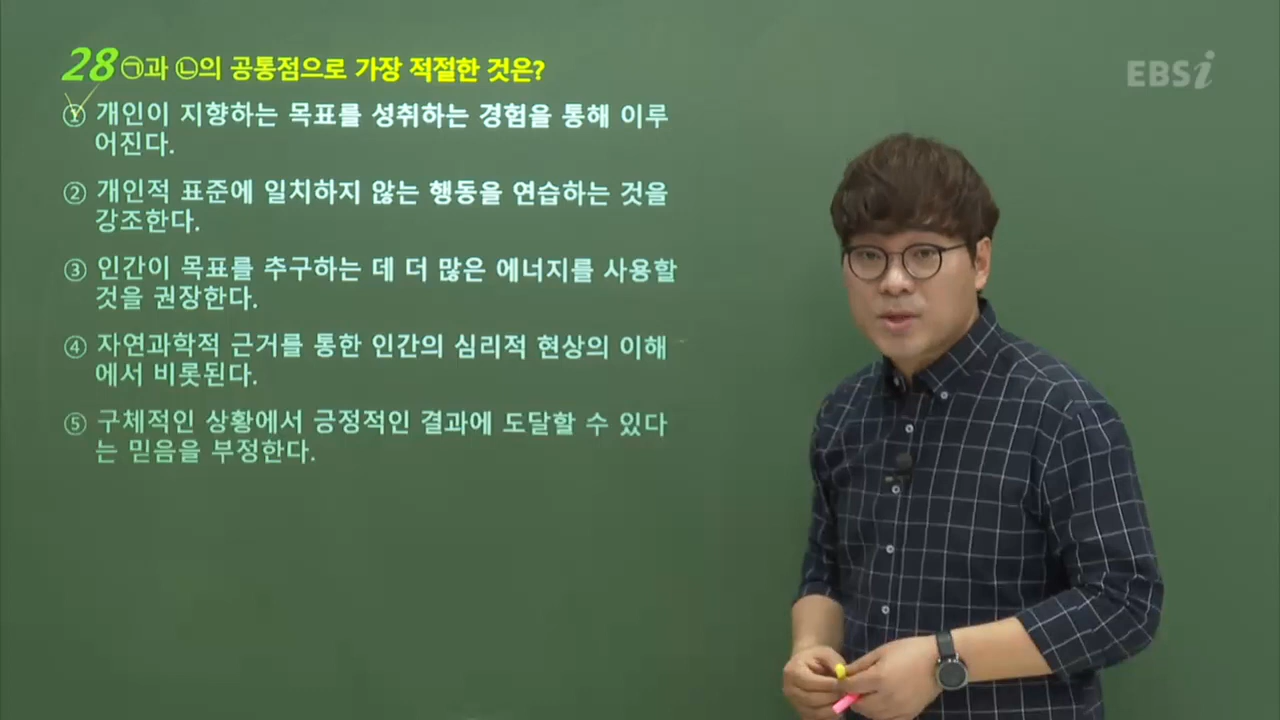 28 ㉠과 ㉡의 공통점으로 가장 적절한 것은?
EBSi
① 개인이 지향하는 목표를 성취하는 경험을 통해 이루
어진다.
② 개인적 표준에 일치하지 않는 행동을 연습하는 것을
강조한다.
③ 인간이 목표를 추구하는 데 더 많은 에너지를 사용할
것을 권장한다.
④ 자연과학적 근거를 통한 인간의 심리적 현상의 이해
에서 비롯된다.
⑤ 구체적인 상황에서 긍정적인 결과에 도달할 수 있다
는 믿음을 부정한다.